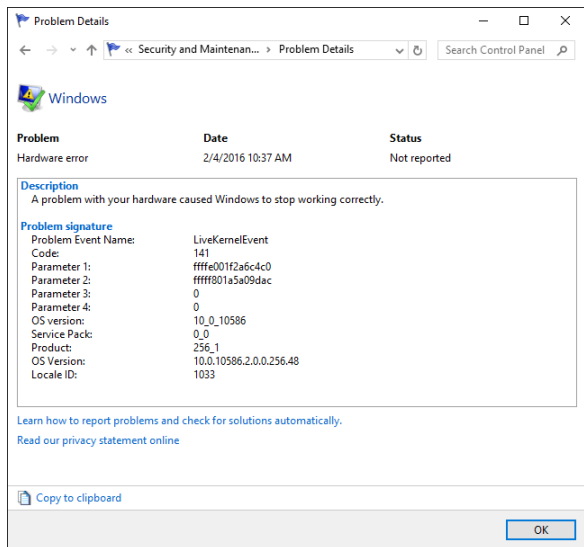 Problem Details
« Security and Maintenan... > Problem Details
Search Control Panel
Windows
Problem Date Status
Hardware error 2/4/2016 10:37 AM Not reported
Description
A problem with your hardware caused Windows to stop working correctly.
Problem signature
Problem Event Name: LiveKernelEvent
Code: 141
Parameter 1: ffffe001f2a6c4c0
Parameter 2: fffff801a5a09dac
Parameter 3: 0
Parameter 4: 0
OS version: 10_0_10586
Service Pack: 0_0
Product: 256_1
OS Version: 10.0.10586.2.0.0.256.48
Locale ID: 1033
Learn how to report problems and check for solutions automatically.
Read our privacy statement online
Copy to clipboard
OK